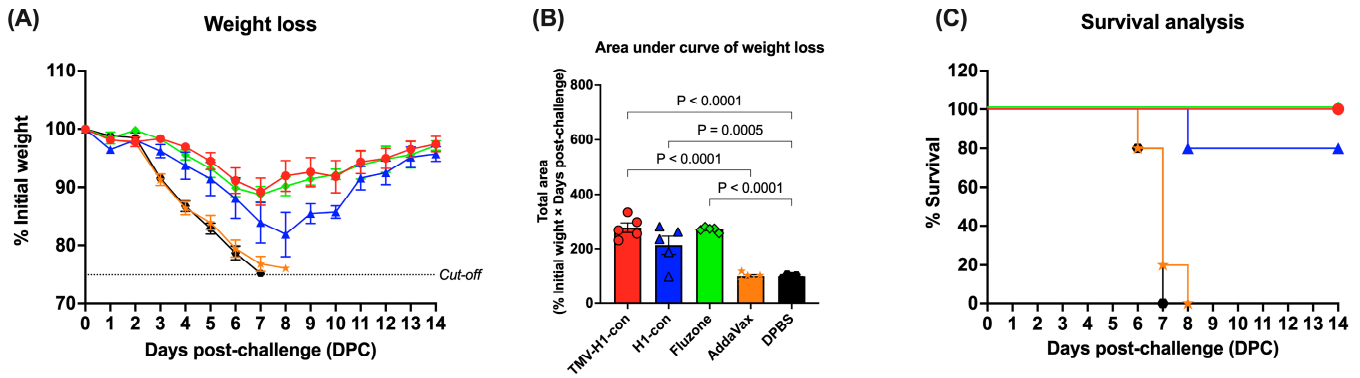 (A)
Weight loss
% Initial weight
110
100
90
80
70
Cut-off
0 1 2 3 4 5 6 7 8 9 10 11 12 13 14
Days post-challenge (DPC)
(B)
Area under curve of weight loss
Total area
(% Initial wight × Days post-challenge)
800
600
400
200
0
P < 0.0001
P = 0.0005
P < 0.0001
P < 0.0001
TMV-H1-con
H1-con
Fluzone
AddaVax
DPBS
(C)
Survival analysis
% Survival
120
100
80
60
40
20
0
0 1 2 3 4 5 6 7 8 9 10 11 12 13 14
Days post-challenge (DPC)